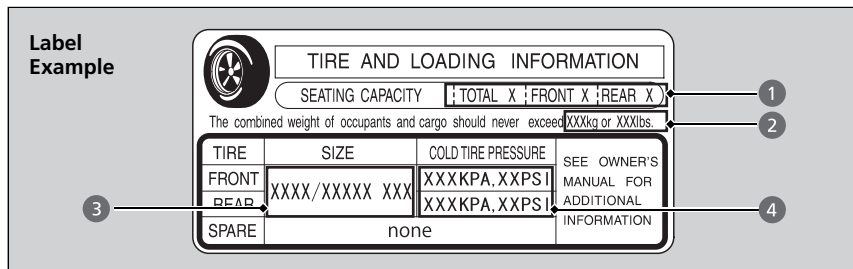 Label
Example
TIRE AND LOADING INFORMATION
SEATING CAPACITY TOTAL X FRONT X REAR X
1
The combined weight of occupants and cargo should never exceed XXXkg or XXXlbs.
2
TIRE SIZE COLD TIRE PRESSURE
FRONT XXXX/XXXXX XXX XXXKPA, XXPSI
REAR XXXKPA, XXPSI
SPARE none
SEE OWNER'S
MANUAL FOR
ADDITIONAL
INFORMATION
3
4